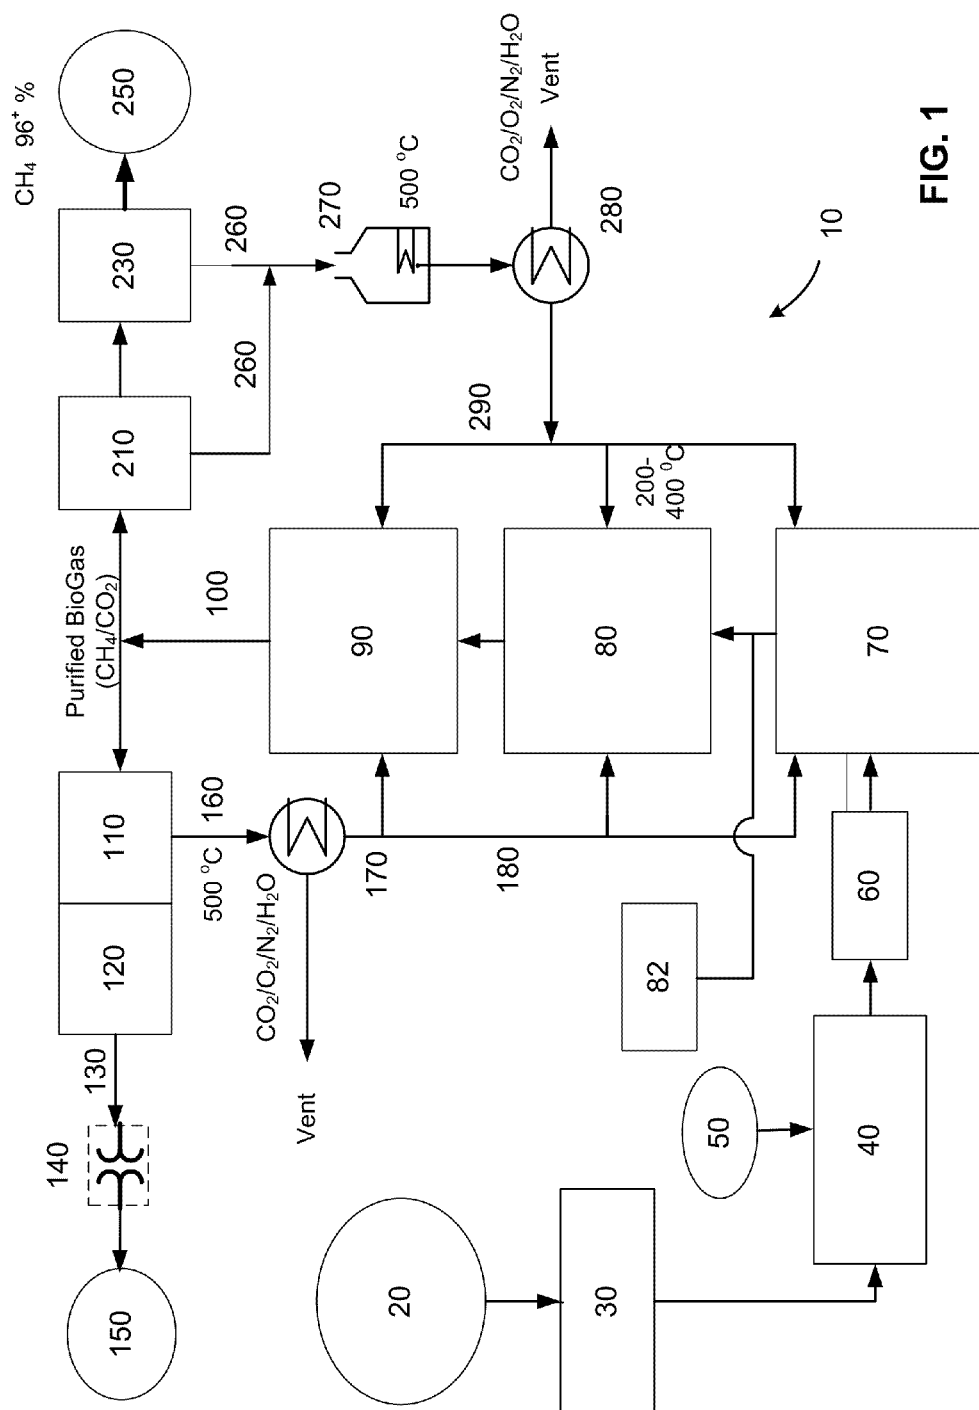 CH₄ 96⁺ %
140
Purified BioGas
(CH₄/CO₂)
130
150
120
110
210
230
250
500 °C
160
100
260
260
CO₂/O₂/N₂/H₂O
Vent
270
170
90
20
500 °C
290
180
CO₂/O₂/N₂/H₂O
Vent
30
80
280
200-
400 ⁰C
82
50
10
40
60
70
FIG. 1